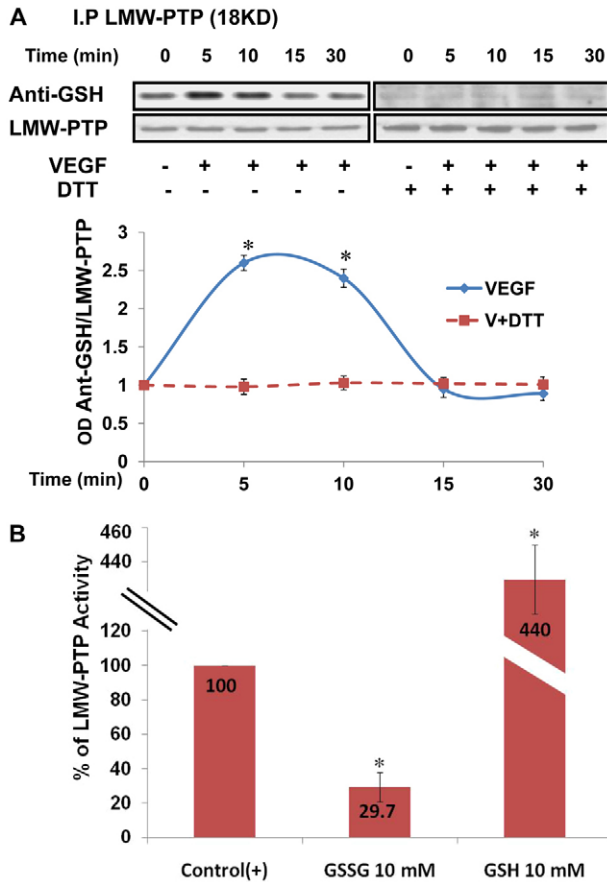 A I.P LMW-PTP (18KD)
Time (min) 0 5 10 15 30 0 5 10 15 30
Anti-GSH
LMW-PTP
VEGF - + + + + - + + + +
DTT - - - - - + + + + +
OD Ant-GSH/LMW-PTP
3
2.5
2
1.5
1
0.5
0
* *
VEGF
V+DTT
Time (min) 0 5 10 15 30
B
% of LMW-PTP Activity
460
440
120
100
80
60
40
20
0
100
*
29.7
*
440
Control(+) GSSG 10 mM GSH 10 mM